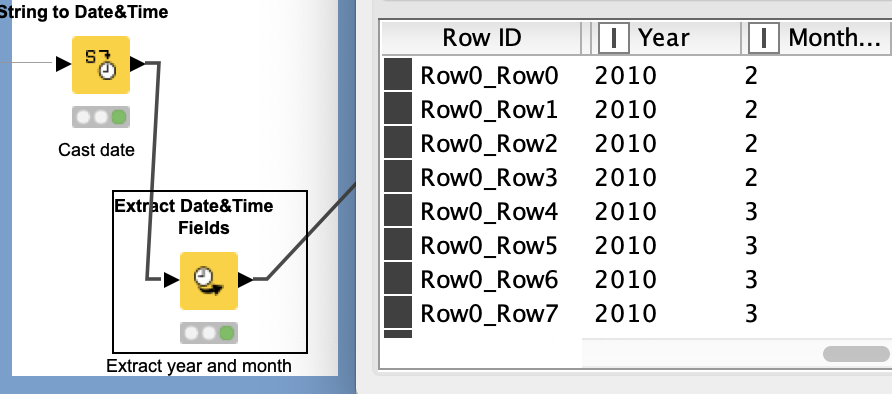 String to Date&Time
Cast date
Extract Date&Time
Fields
Extract year and month
Row ID I Year I Month...
Row0_Row0 2010 2
Row0_Row1 2010 2
Row0_Row2 2010 2
Row0_Row3 2010 2
Row0_Row4 2010 3
Row0_Row5 2010 3
Row0_Row6 2010 3
Row0_Row7 2010 3